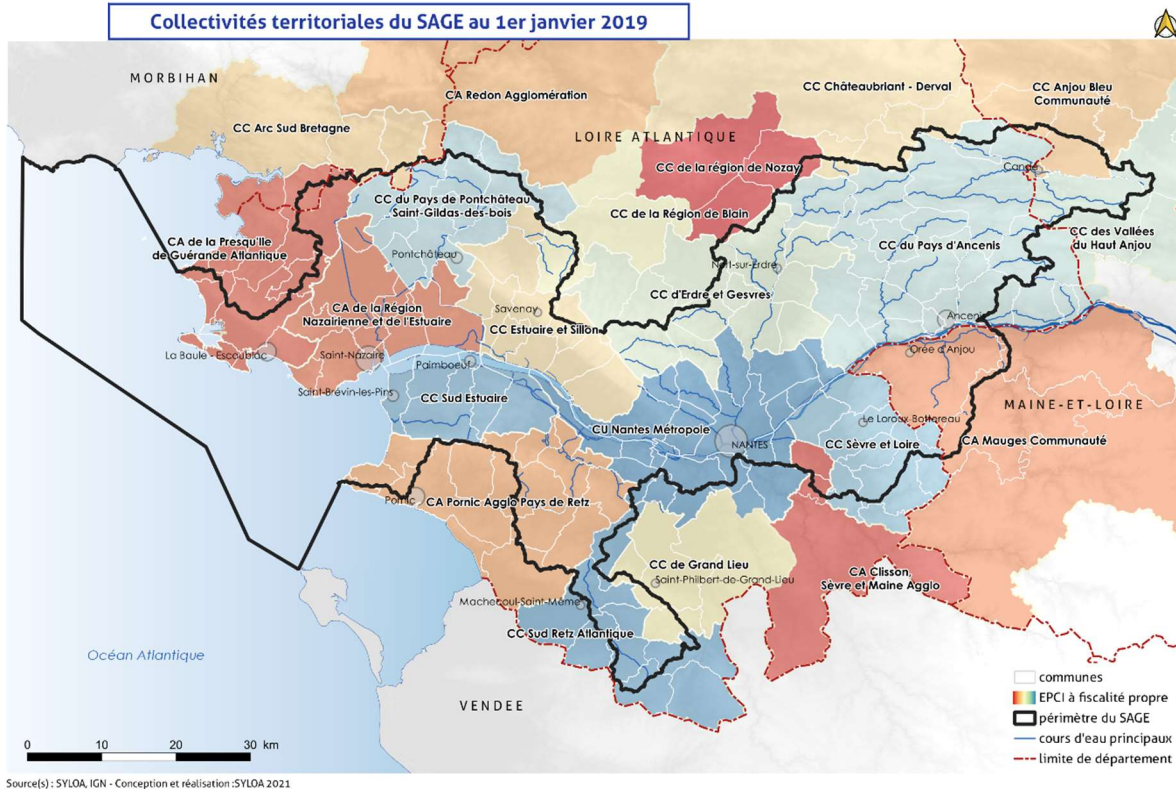 Collectivités territoriales du SAGE au 1er janvier 2019
MORBIHAN
CA Redon Agglomération
CC Châteaubriant - Derval
CC Anjou Bleu
Communauté
CC Arc Sud Bretagne
LOIRE ATLANTIQUE
CC de la région de Nozay
Candé
CC du Pays de Pontchâteau
Saint-Gildas-des-bois
CC de la Région de Blain
CA de la Presqu'île
de Guérande Atlantique
CC du Pays d'Ancenis
CC des Vallées
du Haut Anjou
Pontchâteau
Nort-sur-Erdre
CC d'Erdre et Gesvres
CA de la Région
Nazairienne et de l'Estuaire
Savenay
CC Estuaire et Sillon
Ancenis
La Baule - Escoublac
Saint-Nazaire
Paimboeuf
Orée d'Anjou
Saint-Brévin-les-Pins
CC Sud Estuaire
MAINE-ET-LOIRE
Le Loroux-Bottereau
CU Nantes Métropole
NANTES
CC Sèvre et Loire
CA Mauges Communauté
Pornic
CA Pornic Agglo Pays de Retz
CC de Grand Lieu
Saint-Philbert-de-Grand-Lieu
CA Clisson
Sèvre et Maine Agglo
Machecoul-Saint-Même
CC Sud Retz Atlantique
Océan Atlantique
VENDEE
communes
EPCI à fiscalité propre
périmètre du SAGE
cours d'eau principaux
limite de département
0 10 20 30 km
Source(s) : SYLOA, IGN - Conception et réalisation :SYLOA 2021